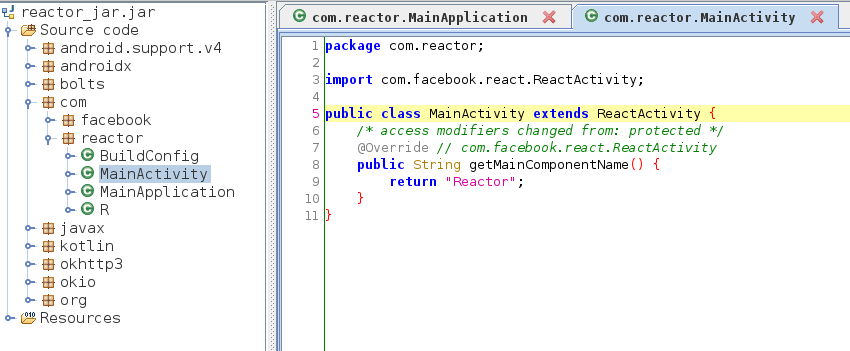 reactor_jar.jar
Source code
android.support.v4
androidx
bolts
com
facebook
reactor
BuildConfig
MainActivity
MainApplication
R
javax
kotlin
okhttp3
okio
org
Resources
com.reactor.MainApplication
com.reactor.MainActivity
1 package com.reactor;
2
3 import com.facebook.react.ReactActivity;
4
5 public class MainActivity extends ReactActivity {
6 /* access modifiers changed from: protected */
7 @Override // com.facebook.react.ReactActivity
8 public String getMainComponentName() {
9 return "Reactor";
10 }
11 }